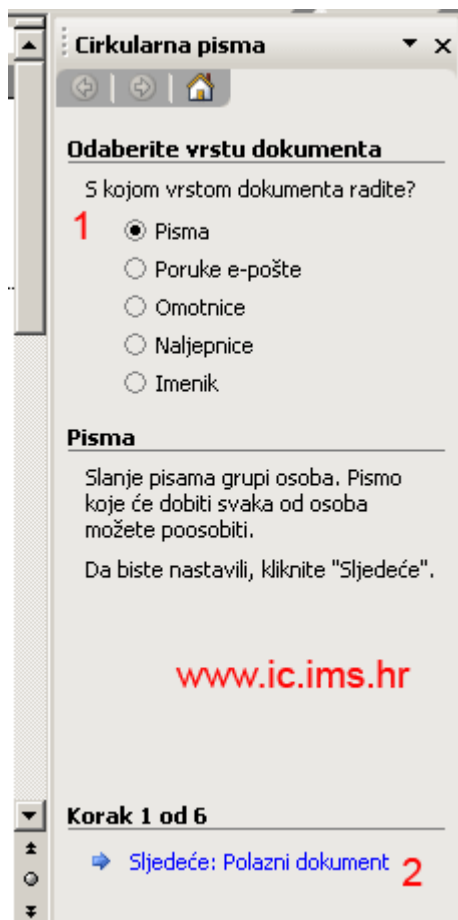 Cirkularna pisma
Odaberite vrstu dokumenta
S kojom vrstom dokumenta radite?
1
Pisma
Poruke e-pošte
Omotnice
Naljepnice
Imenik
Pisma
Slanje pisama grupi osoba. Pismo
koje će dobiti svaka od osoba
možete poosobiti.
Da biste nastavili, kliknite "Sljedeće".
www.ic.ims.hr
Korak 1 od 6
Sljedeće: Polazni dokument 2